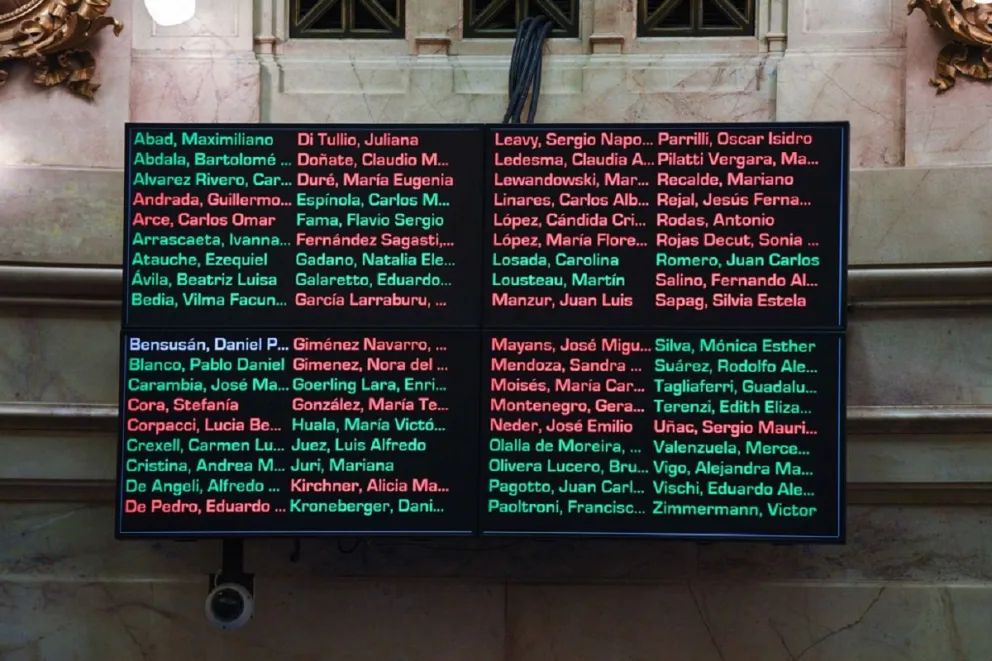 Abad, Maximiliano
Abdala, Bartolomé ...
Alvarez Rivero, Car...
Andrada, Guillermo...
Arce, Carlos Omar
Arrascaeta, Ivanna...
Atauche, Ezequiel
Ávila, Beatriz Luisa
Bedia, Vilma Facun...
Bensusán, Daniel P...
Blanco, Pablo Daniel
Carambia, José Ma...
Cora, Stefanía
Corpacci, Lucia Be...
Crexell, Carmen Lu...
Cristina, Andrea M...
De Angeli, Alfredo ...
De Pedro, Eduardo ...
Di Tullio, Juliana
Doñate, Claudio M...
Duré, María Eugenia
Espínola, Carlos M...
Fama, Flavio Sergio
Fernández Sagasti,...
Gadano, Natalia Ele...
Galaretto, Eduardo...
García Larraburu, ...
Giménez Navarro, ...
Gimenez, Nora del ...
Goerling Lara, Enri...
González, María Te...
Huala, María Victó...
Juez, Luis Alfredo
Juri, Mariana
Kirchner, Alicia Ma...
Kroneberger, Dani...
Leavy, Sergio Napo...
Ledesma, Claudia A...
Lewandowski, Mar...
Linares, Carlos Alb...
López, Cándida Cri...
López, María Flore...
Losada, Carolina
Lousteau, Martín
Manzur, Juan Luis
Mayans, José Migu...
Mendoza, Sandra ...
Moisés, María Car...
Montenegro, Gera...
Neder, José Emilio
Olalla de Moreira, ...
Olivera Lucero, Bru...
Pagotto, Juan Carl...
Paoltroni, Francisc...
Parrilli, Oscar Isidro
Pilatti Vergara, Ma...
Recalde, Mariano
Rejal, Jesús Ferna...
Rodas, Antonio
Rojas Decut, Sonia ...
Romero, Juan Carlos
Salino, Fernando Al...
Sapag, Silvia Estela
Silva, Mónica Esther
Suárez, Rodolfo Ale...
Tagliaferri, Guadalu...
Terenzi, Edith Eliza...
Uñac, Sergio Mauri...
Valenzuela, Merce...
Vigo, Alejandra Ma...
Vischi, Eduardo Ale...
Zimmermann, Victor